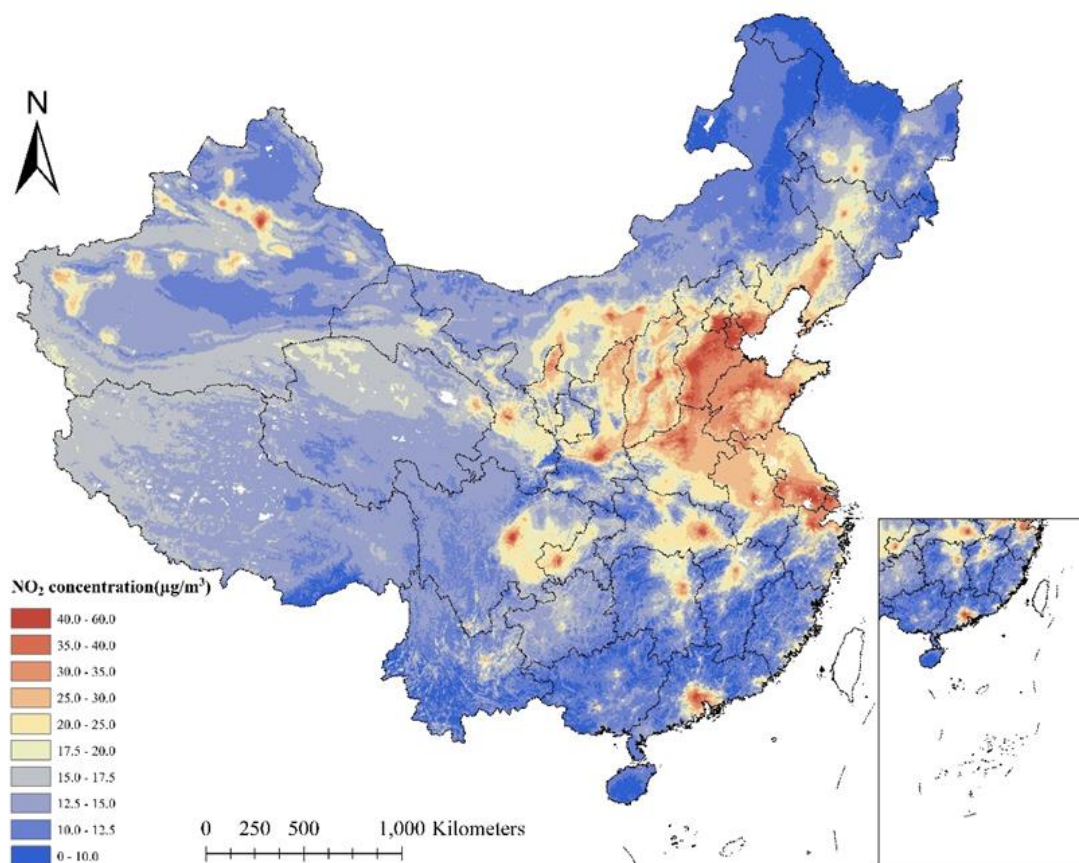 N
NO₂ concentration(μg/m³)
40.0 - 60.0
35.0 - 40.0
30.0 - 35.0
25.0 - 30.0
20.0 - 25.0
17.5 - 20.0
15.0 - 17.5
12.5 - 15.0
10.0 - 12.5
0 - 10.0
0 250 500 1,000 Kilometers